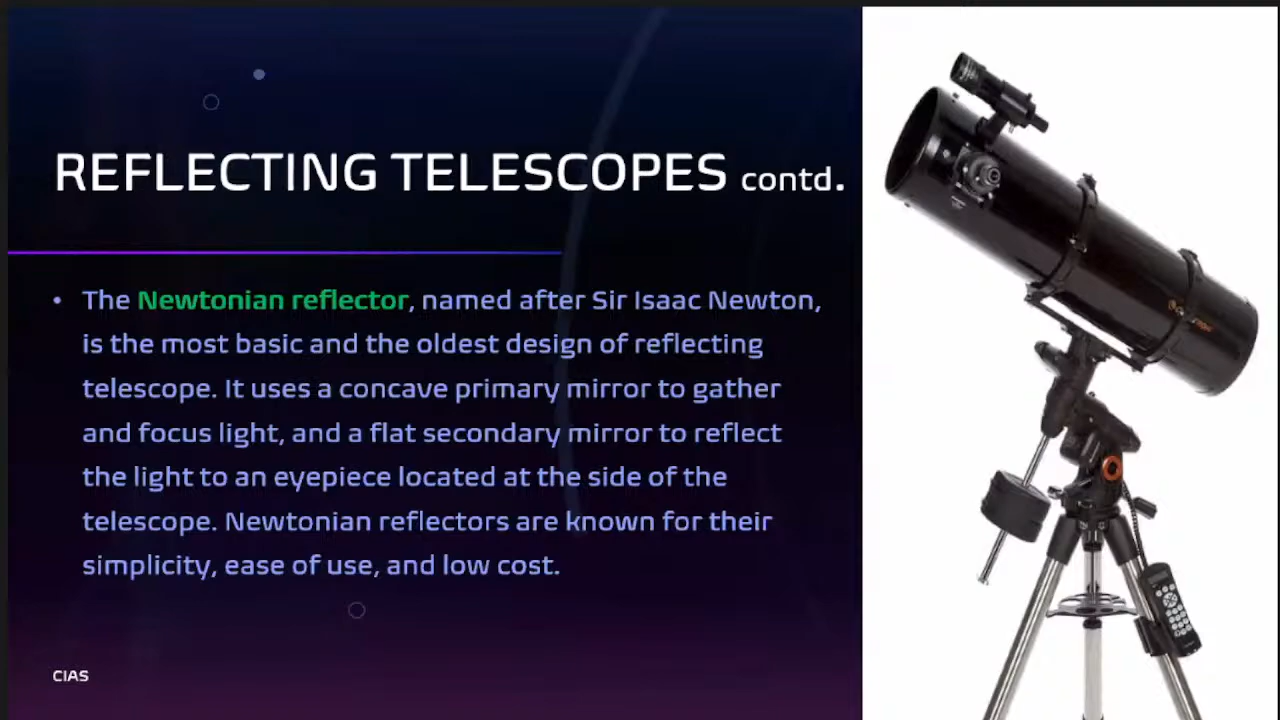 REFLECTING TELESCOPES contd.
• The Newtonian reflector, named after Sir Isaac Newton,
is the most basic and the oldest design of reflecting
telescope. It uses a concave primary mirror to gather
and focus light, and a flat secondary mirror to reflect
the light to an eyepiece located at the side of the
telescope. Newtonian reflectors are known for their
simplicity, ease of use, and low cost.
CIAS